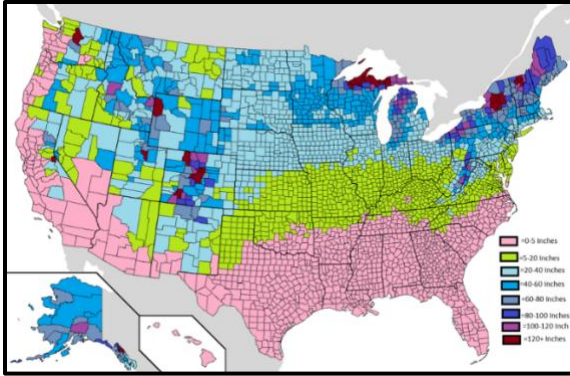 =0-5 Inches
=5-20 Inches
=20-40 Inches
=40-60 Inches
=60-80 Inches
=80-100 Inches
=100-120 Inch
=120+ Inches